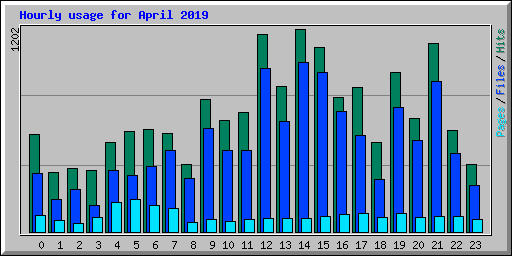 Hourly usage for April 2019
1202
Pages/Files/Hits
0 1 2 3 4 5 6 7 8 9 10 11 12 13 14 15 16 17 18 19 20 21 22 23